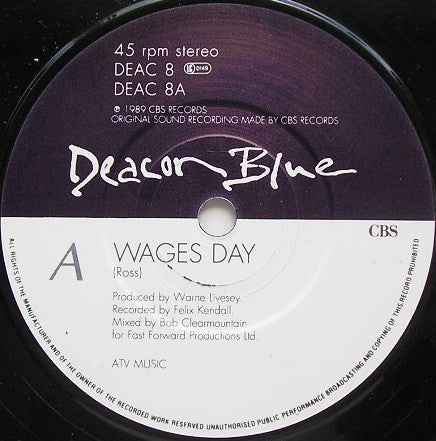 45 rpm stereo
DEAC 8 LC 0149
DEAC 8A
℗ 1989 CBS RECORDS
ORIGINAL SOUND RECORDING MADE BY CBS RECORDS
Deacon Blue
CBS
A
WAGES DAY
(Ross)
Produced by Warne Livesey.
Recorded by Felix Kendall.
Mixed by Bob Clearmountain
for Fast Forward Productions Ltd.
ATV MUSIC
ALL RIGHTS OF THE MANUFACTURER AND OF THE OWNER OF THE RECORDED WORK RESERVED UNAUTHORISED PUBLIC PERFORMANCE BROADCASTING AND COPYING OF THIS RECORD PROHIBITED